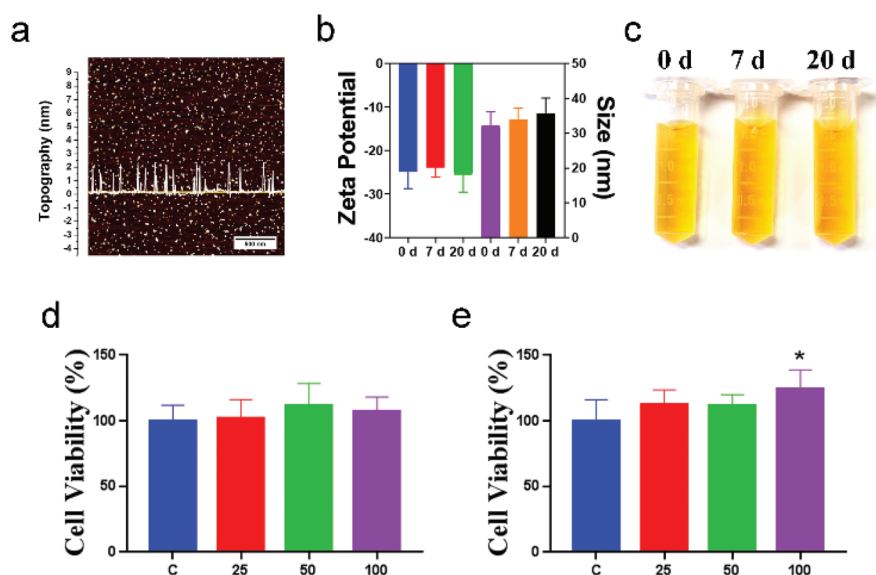 a
Topography (nm)
9
8
7
6
5
4
3
2
1
0
-1
-2
-3
-4
500 nm
b
Zeta Potential
0
-10
-20
-30
-40
50
40
30
20
10
0
Size (nm)
0 d 7 d 20 d 0 d 7 d 20 d
c
0 d 7 d 20 d
d
Cell Viability (%)
150
100
50
0
C 25 50 100
e
Cell Viability (%)
150
100
50
0
*
C 25 50 100